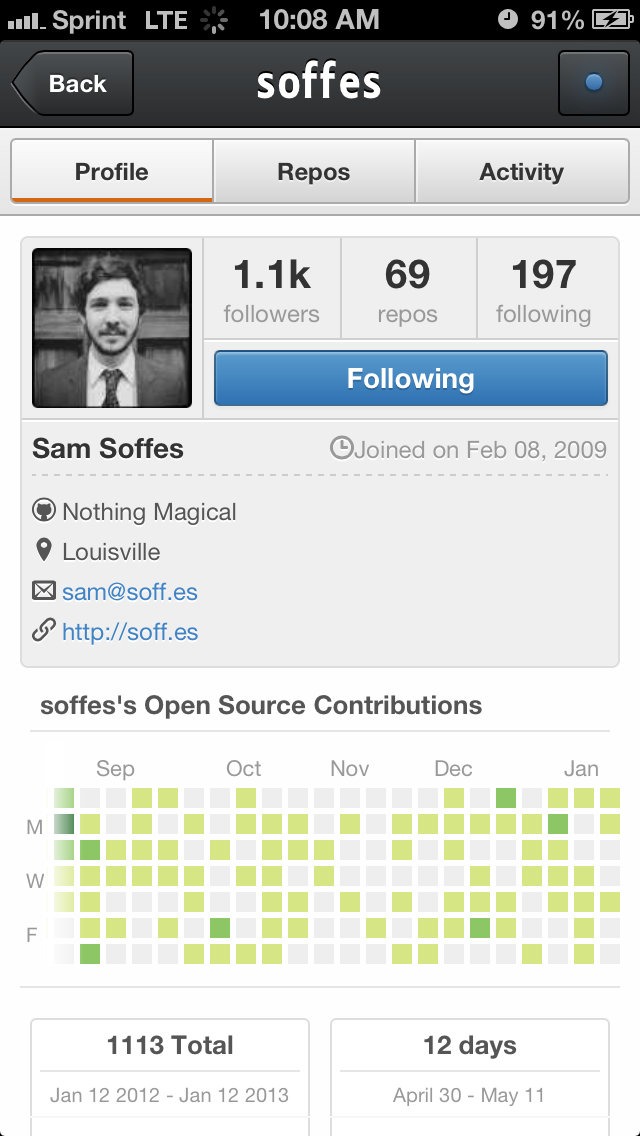 Sprint LTE 10:08 AM 91%
Back soffes
Profile Repos Activity
1.1k 69 197
followers repos following
Following
Sam Soffes Joined on Feb 08, 2009
Nothing Magical
Louisville
sam@soff.es
http://soff.es
soffes's Open Source Contributions
Sep Oct Nov Dec Jan
M
W
F
1113 Total 12 days
Jan 12 2012 - Jan 12 2013 April 30 - May 11